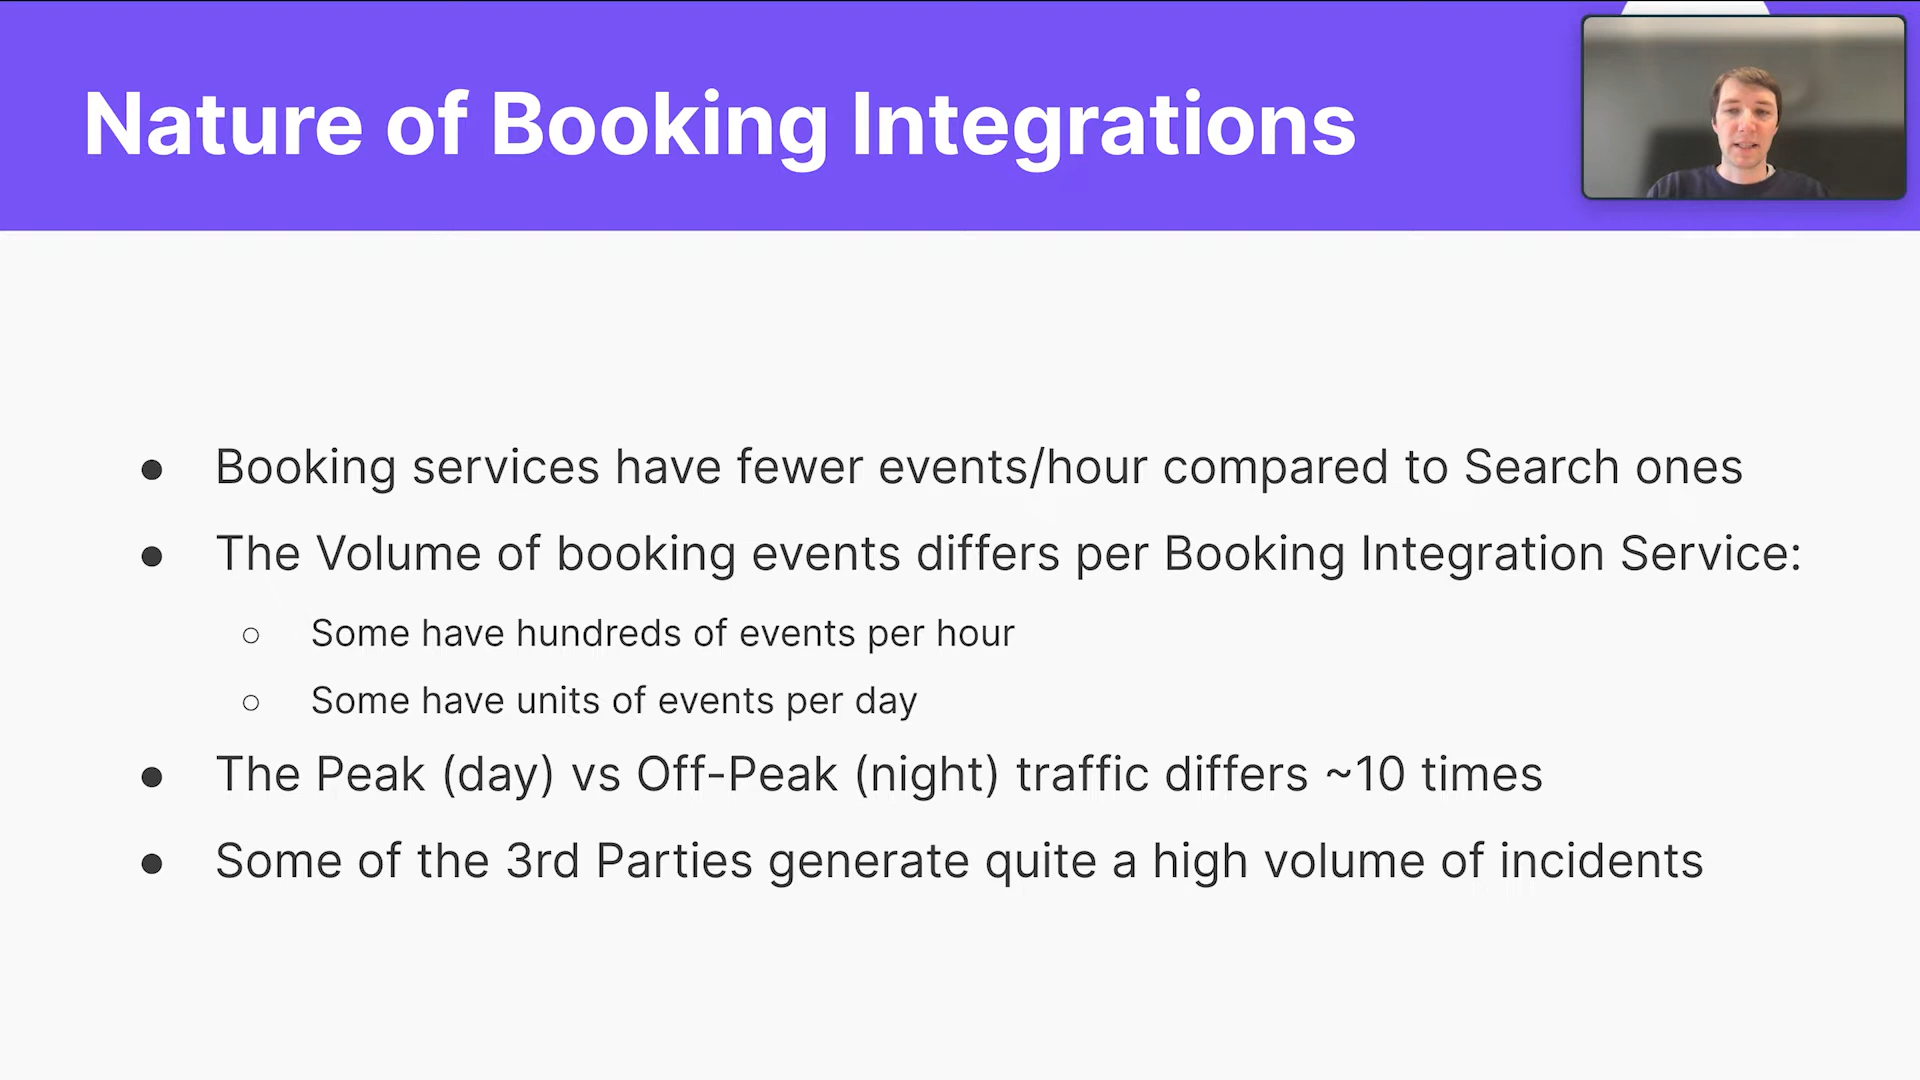 Nature of Booking Integrations
● Booking services have fewer events/hour compared to Search ones
● The Volume of booking events differs per Booking Integration Service:
○ Some have hundreds of events per hour
○ Some have units of events per day
● The Peak (day) vs Off-Peak (night) traffic differs ~10 times
● Some of the 3rd Parties generate quite a high volume of incidents